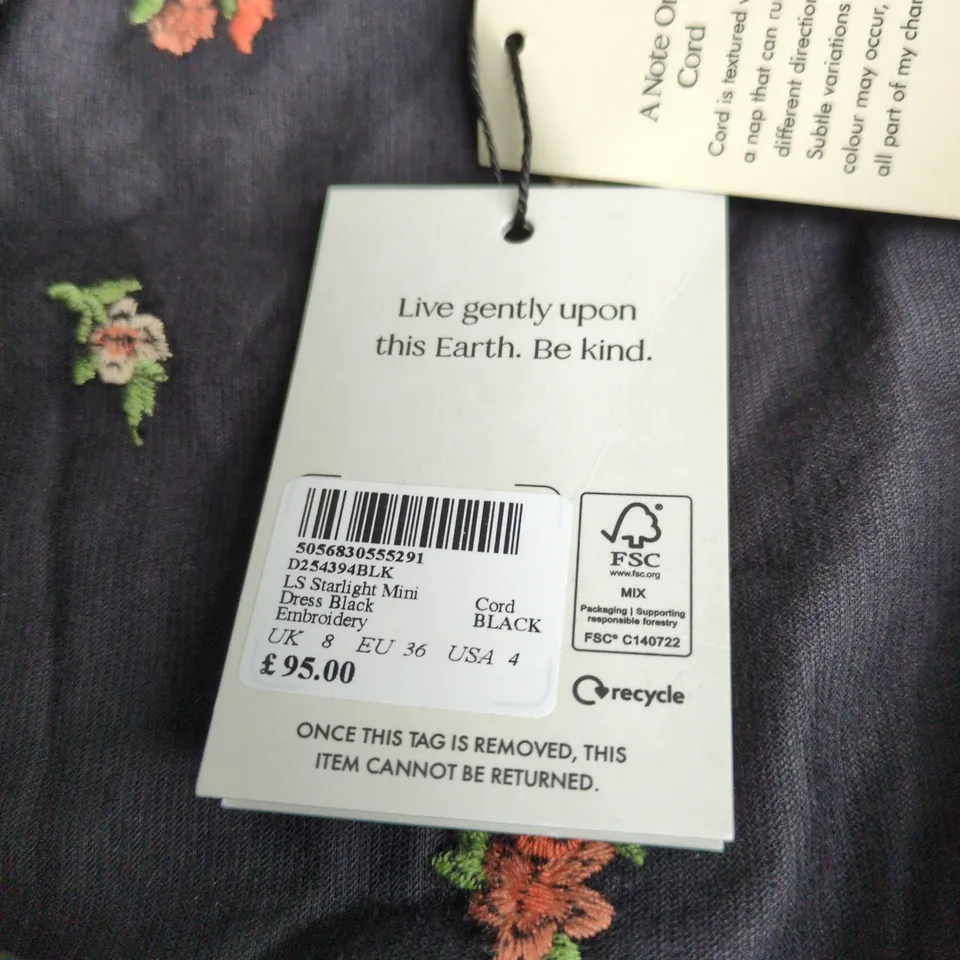 A Note On
Cord
Cord is textured
a nap that can
different
Subtle variations
colour may occur,
all part of my
Live gently upon
this Earth. Be kind.
5056830555291
D254394BLK
LS Starlight Mini
Dress Black
Embroidery
Cord
BLACK
UK 8 EU 36 USA 4
£ 95.00
FSC
www.fsc.org
MIX
Packaging | Supporting
responsible forestry
FSC® C140722
recycle
ONCE THIS TAG IS REMOVED, THIS
ITEM CANNOT BE RETURNED.